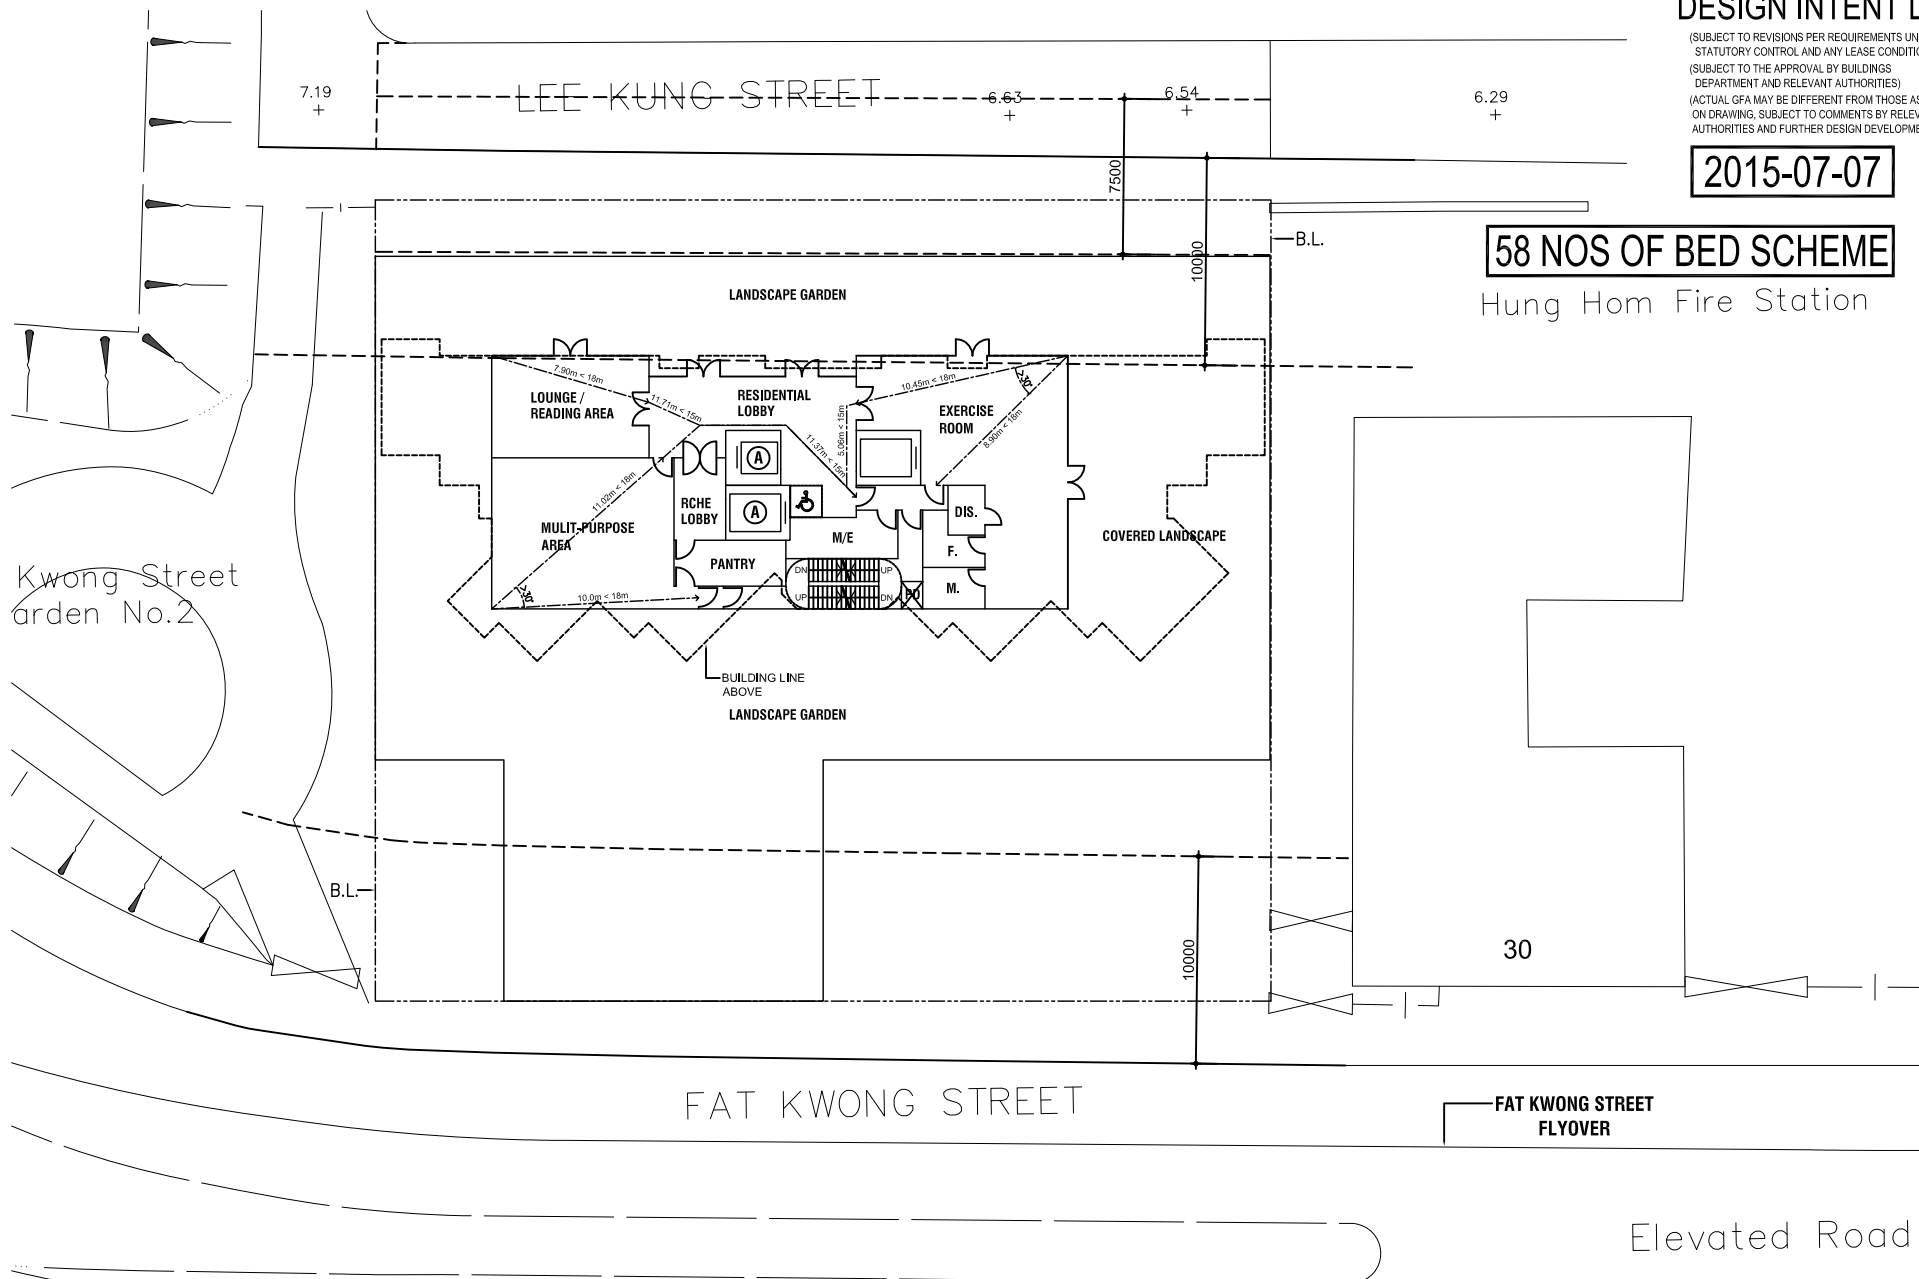 DESIGN INTENT
(SUBJECT TO REVISIONS PER REQUIREMENTS
STATUTORY CONTROL AND ANY LEASE
(SUBJECT TO THE APPROVAL BY BUILDINGS
DEPARTMENT AND RELEVANT AUTHORITIES)
(ACTUAL GFA MAY BE DIFFERENT FROM THOSE
ON DRAWING, SUBJECT TO COMMENTS BY
AUTHORITIES AND FURTHER DESIGN
2015-07-07
58 NOS OF BED SCHEME
Hung Hom Fire Station
7.19
LEE KUNG STREET
6.63
6.54
6.29
7500
10000
B.L.
LANDSCAPE GARDEN
7.90m < 18m
LOUNGE /
READING AREA
11.71m < 15m
RESIDENTIAL
LOBBY
10.45m < 18m
>30°
EXERCISE
ROOM
8.90m < 18m
5.06m < 15m
11.37m < 15m
A
A
11.02m < 18m
RCHE
LOBBY
MULIT-PURPOSE
AREA
M/E
DIS.
F.
M.
PD
PANTRY
DN
UP
UP
DN
>30°
10.0m < 18m
COVERED LANDSCAPE
BUILDING LINE
ABOVE
LANDSCAPE GARDEN
Kwong Street
arden No.2
B.L.
10000
30
FAT KWONG STREET
FAT KWONG STREET
FLYOVER
Elevated Road